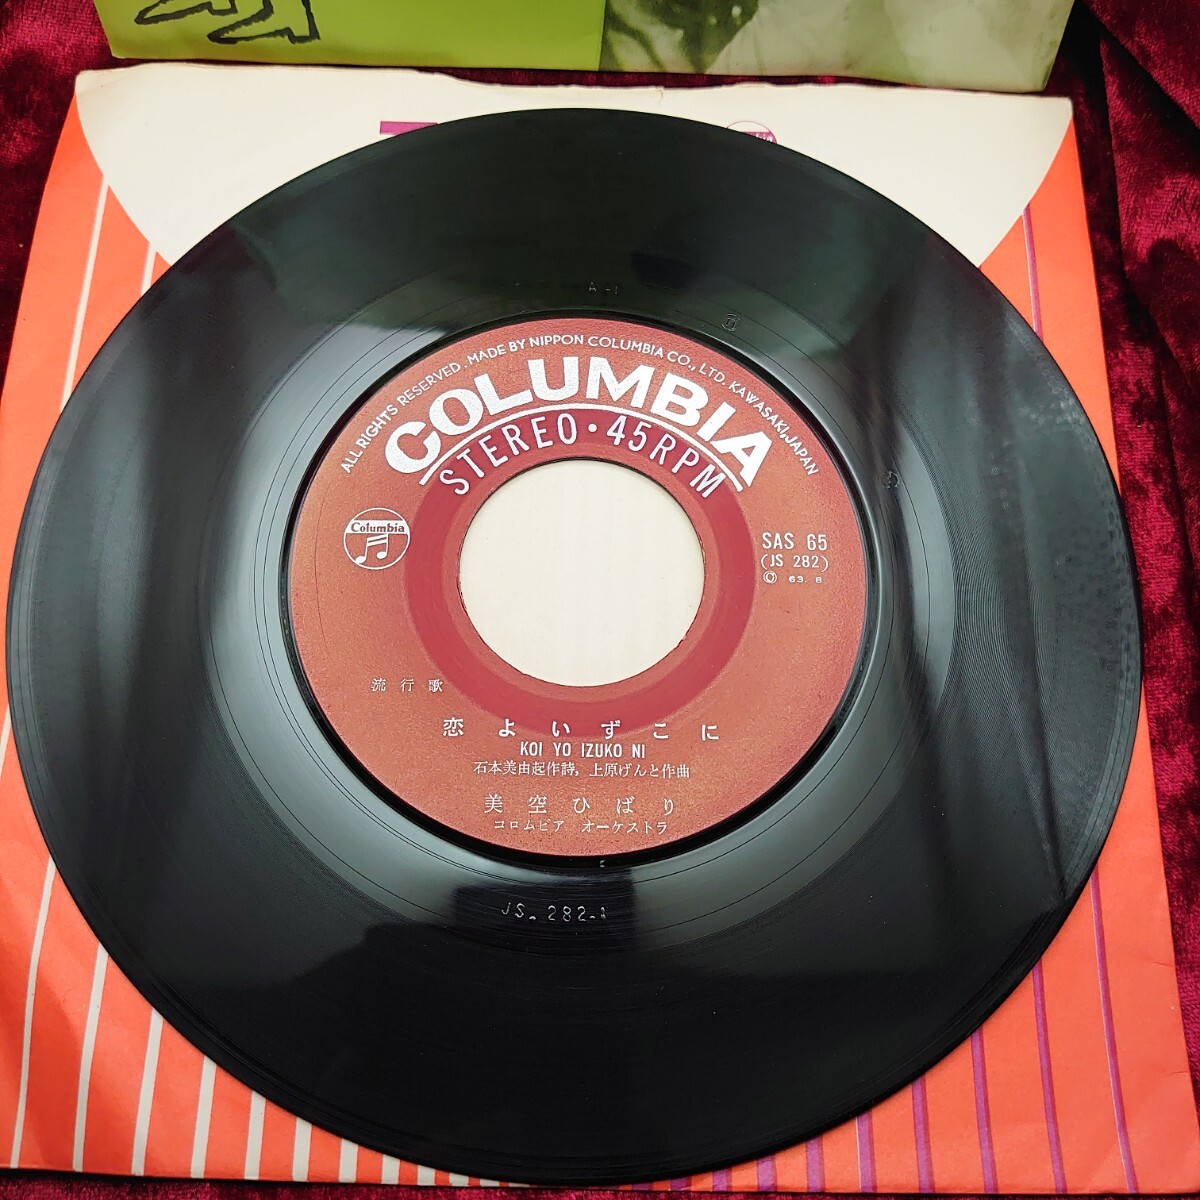 A-1
ALL RIGHTS RESERVED. MADE BY NIPPON COLUMBIA CO., LTD. KAWASAKI, JAPAN
COLUMBIA
STEREO・45RPM
Columbia
SAS 65
(JS 282)
© 63. 8
流行歌
恋よいずこに
KOI YO IZUKO NI
石本美由起作詩, 上原げんと作曲
美空ひばり
コロムビア オーケストラ
JS-282-1